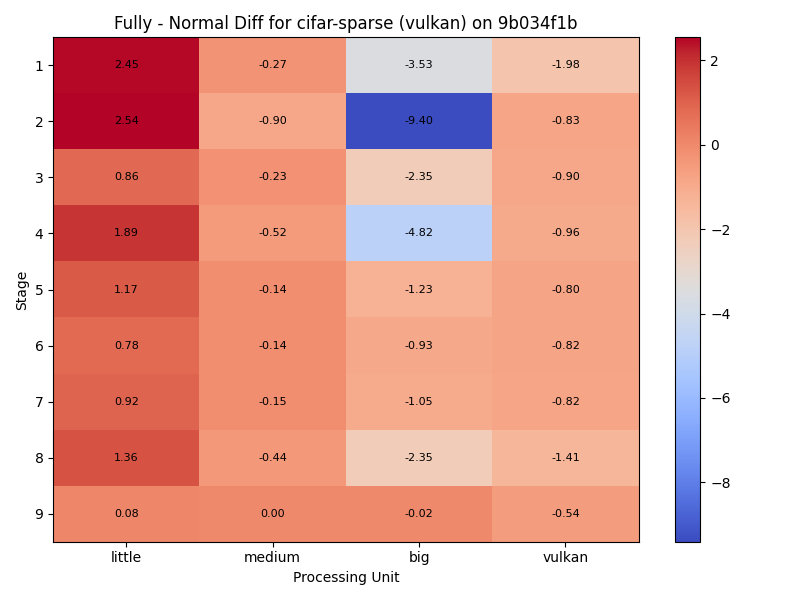 Fully - Normal Diff for cifar-sparse (vulkan) on 9b034f1b
1 2.45 -0.27 -3.53 -1.98
2 2.54 -0.90 -9.40 -0.83
3 0.86 -0.23 -2.35 -0.90
4 1.89 -0.52 -4.82 -0.96
5 1.17 -0.14 -1.23 -0.80
6 0.78 -0.14 -0.93 -0.82
7 0.92 -0.15 -1.05 -0.82
8 1.36 -0.44 -2.35 -1.41
9 0.08 0.00 -0.02 -0.54
little medium big vulkan
Processing Unit
Stage
2
0
−2
−4
−6
−8